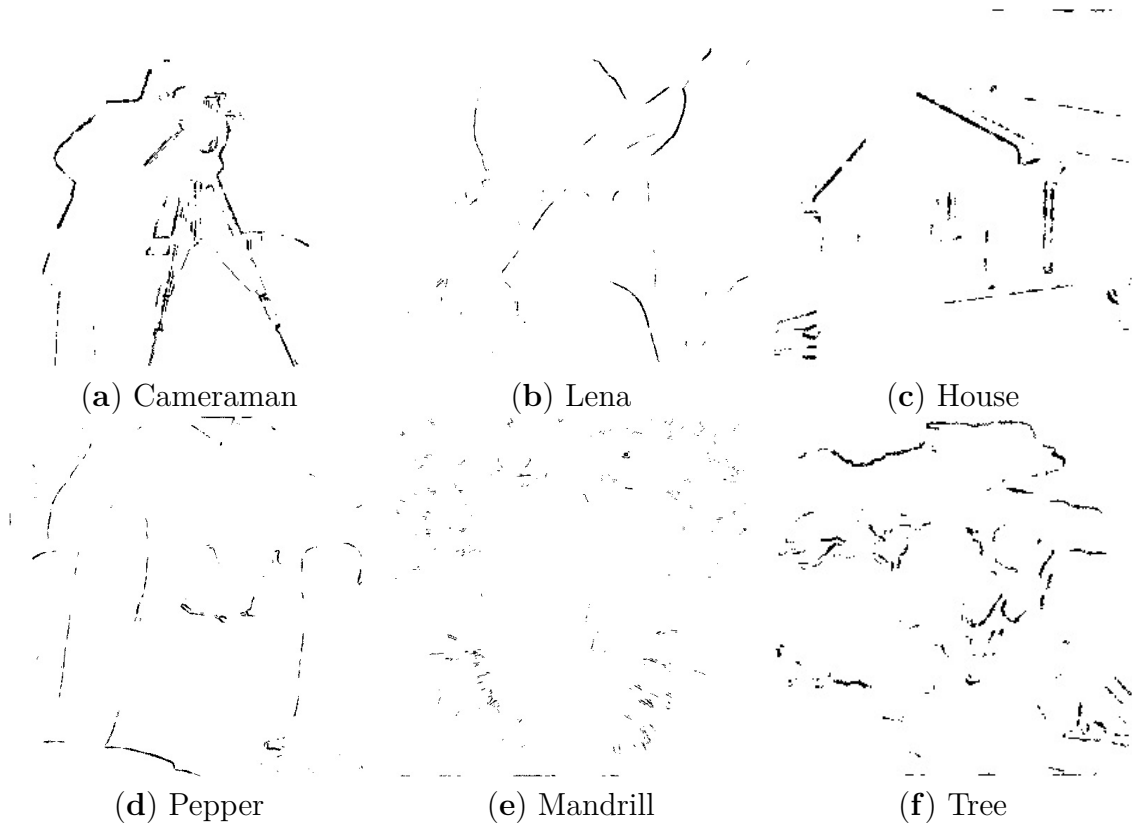 (a) Cameraman
(b) Lena
(c) House
(d) Pepper
(e) Mandrill
(f) Tree